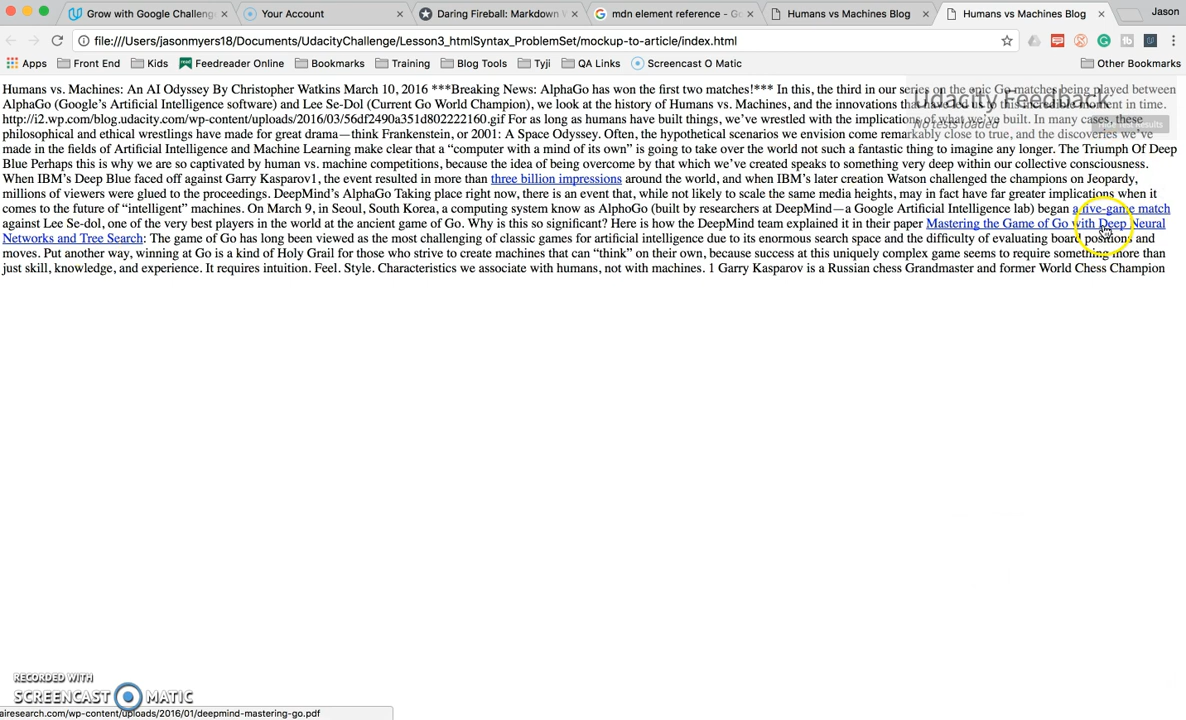 Grow with Google Challenge
Your Account
Daring Fireball: Markdown
mdn element reference - Go
Humans vs Machines Blog
Humans vs Machines Blog
Jason
file:///Users/jasonmyers18/Documents/UdacityChallenge/Lesson3_htmlSyntax_ProblemSet/mockup-to-article/index.html
Apps Front End Kids Feedreader Online Bookmarks Training Blog Tools Tyji QA Links Screencast O Matic Other Bookmarks
Humans vs. Machines: An AI Odyssey By Christopher Watkins March 10, 2016 ***Breaking News: AlphaGo has won the first two matches!*** In this, the third in our series on the epic Go matches being played between
AlphaGo (Google’s Artificial Intelligence software) and Lee Se-Dol (Current Go World Champion), we look at the history of Humans vs. Machines, and the innovations that have led to this incredible moment in time.
http://i2.wp.com/blog.udacity.com/wp-content/uploads/2016/03/56df2490a351d802222160.gif For as long as humans have built things, we’ve wrestled with the implications of what we’ve built. In many cases, these
philosophical and ethical wrestlings have made for great drama—think Frankenstein, or 2001: A Space Odyssey. Often, the hypothetical scenarios we envision come remarkably close to true, and the discoveries we’ve
made in the fields of Artificial Intelligence and Machine Learning make clear that a “computer with a mind of its own” is going to take over the world not such a fantastic thing to imagine any longer. The Triumph Of Deep
Blue Perhaps this is why we are so captivated by human vs. machine competitions, because the idea of being overcome by that which we’ve created speaks to something very deep within our collective consciousness.
When IBM’s Deep Blue faced off against Garry Kasparov1, the event resulted in more than three billion impressions around the world, and when IBM’s later creation Watson challenged the champions on Jeopardy,
millions of viewers were glued to the proceedings. DeepMind’s AlphaGo Taking place right now, there is an event that, while not likely to scale the same media heights, may in fact have far greater implications when it
comes to the future of “intelligent” machines. On March 9, in Seoul, South Korea, a computing system know as AlphoGo (built by researchers at DeepMind—a Google Artificial Intelligence lab) began a five-game match
against Lee Se-dol, one of the very best players in the world at the ancient game of Go. Why is this so significant? Here is how the DeepMind team explained it in their paper Mastering the Game of Go with Deep Neural
Networks and Tree Search: The game of Go has long been viewed as the most challenging of classic games for artificial intelligence due to its enormous search space and the difficulty of evaluating board positions and
moves. Put another way, winning at Go is a kind of Holy Grail for those who strive to create machines that can “think” on their own, because success at this uniquely complex game seems to require something more than
just skill, knowledge, and experience. It requires intuition. Feel. Style. Characteristics we associate with humans, not with machines. 1 Garry Kasparov is a Russian chess Grandmaster and former World Chess Champion
Udacity Feedback
No tests loaded
RECORDED WITH
SCREENCAST MATIC
airesearch.com/wp-content/uploads/2016/01/deepmind-mastering-go.pdf